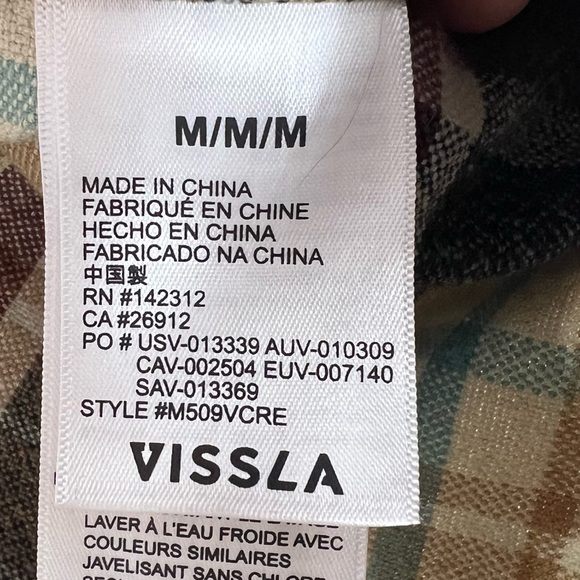 M/M/M
MADE IN CHINA
FABRIQUÉ EN CHINE
HECHO EN CHINA
FABRICADO NA CHINA
中国製
RN #142312
CA #26912
PO # USV-013339 AUV-010309
CAV-002504 EUV-007140
SAV-013369
STYLE #M509VCRE
VISSLA
LAVER À L'EAU FROIDE AVEC
COULEURS SIMILAIRES
JAVELISANT SANS CHLORE